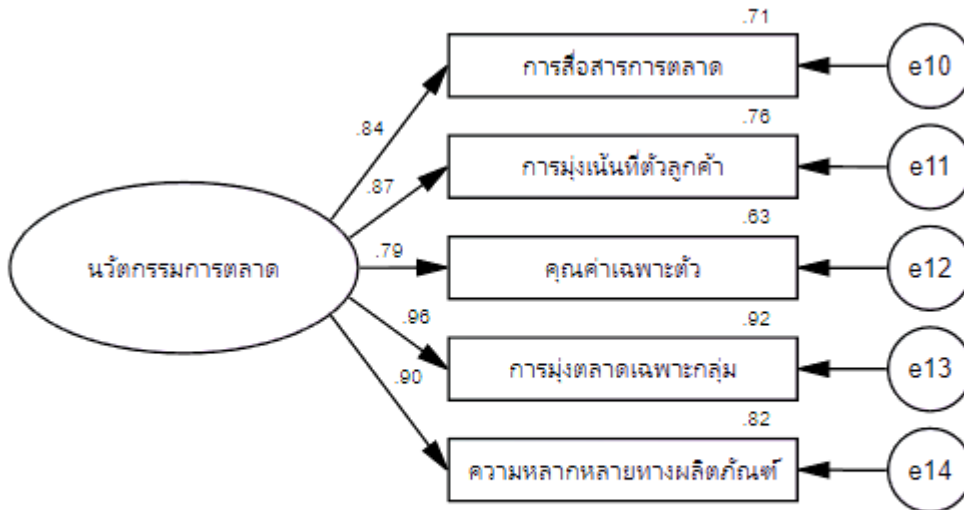 .71
การสื่อสารการตลาด
e10
.84
.76
การมุ่งเน้นที่ตัวลูกค้า
e11
.87
.63
นวัตกรรมการตลาด
.79
คุณค่าเฉพาะตัว
e12
.92
.96
การมุ่งตลาดเฉพาะกลุ่ม
e13
.90
.82
ความหลากหลายทางผลิตภัณฑ์
e14